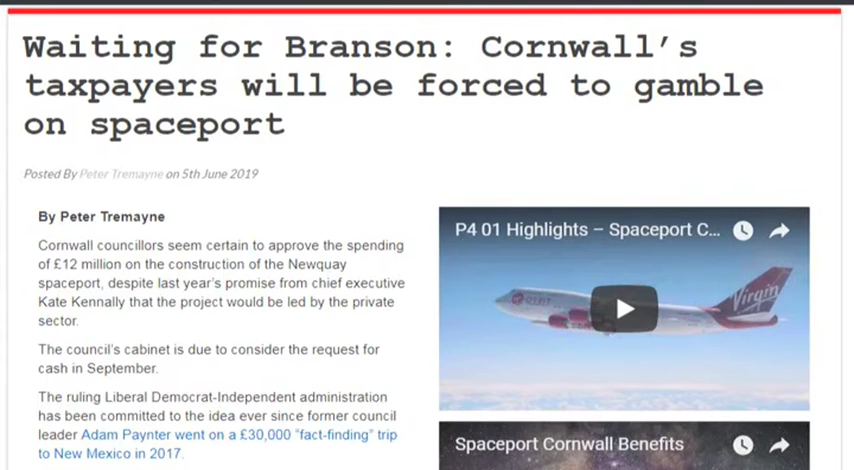 Waiting for Branson: Cornwall's
taxpayers will be forced to gamble
on spaceport
Posted By Peter Tremayne on 5th June 2019
By Peter Tremayne
Cornwall councillors seem certain to approve the spending
of £12 million on the construction of the Newquay
spaceport, despite last year's promise from chief executive
Kate Kennally that the project would be led by the private
sector.
The council's cabinet is due to consider the request for
cash in September.
The ruling Liberal Democrat-Independent administration
has been committed to the idea ever since former council
leader Adam Paynter went on a £30,000 "fact-finding" trip
to New Mexico in 2017.
P4 01 Highlights – Spaceport C...
ORBIT
Virgin
Spaceport Cornwall Benefits